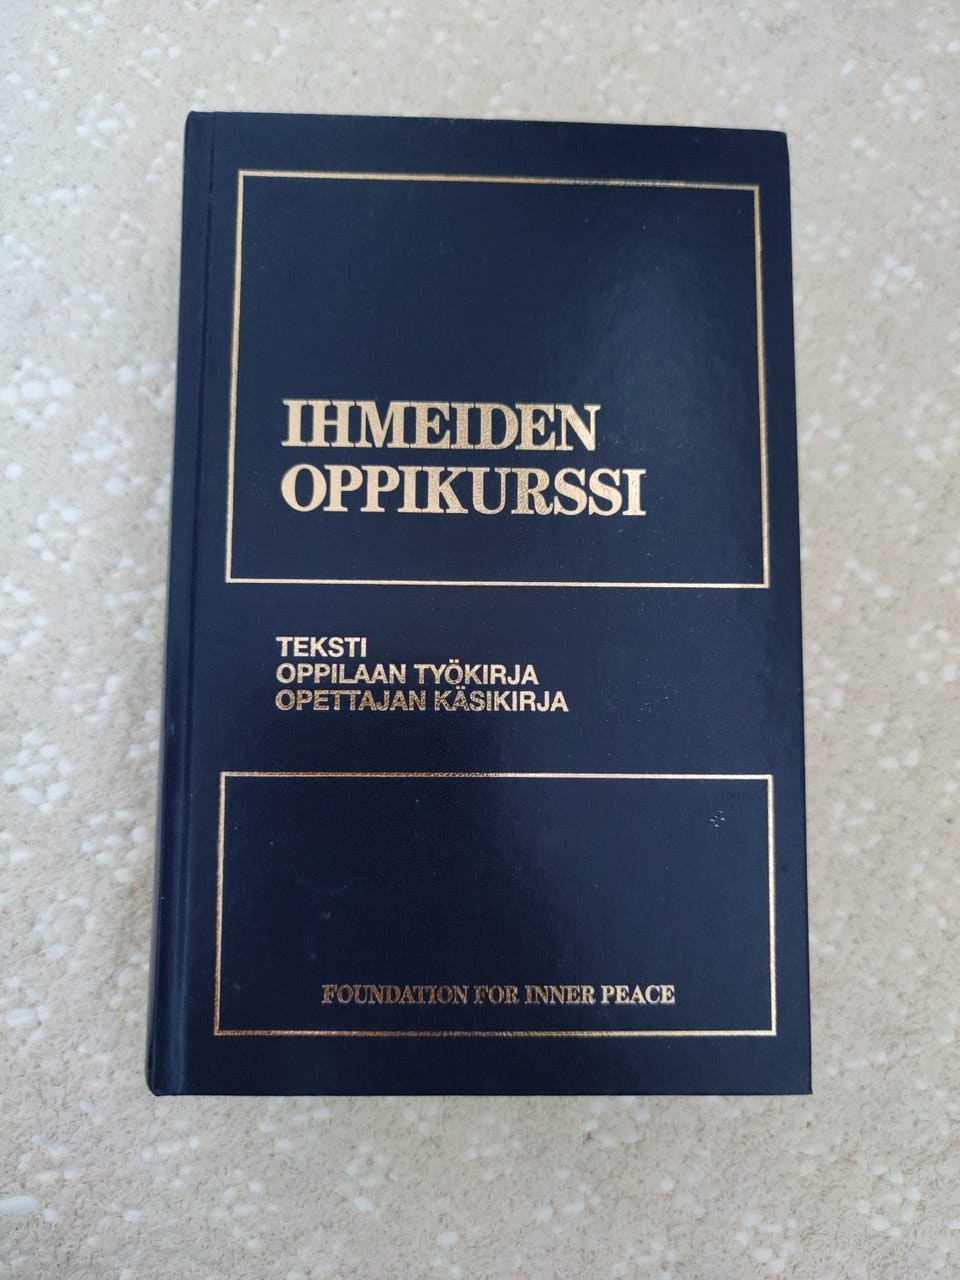 IHMEIDEN
OPPIKURSSI
TEKSTI
OPPILAAN TYÖKIRJA
OPETTAJAN KÄSIKIRJA
FOUNDATION FOR INNER PEACE